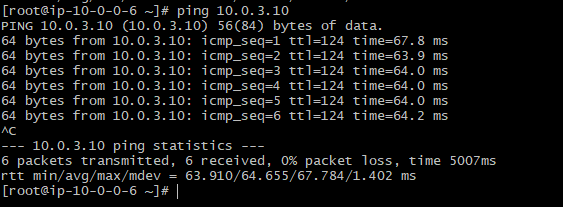 [root@ip-10-0-0-6 ~]# ping 10.0.3.10
PING 10.0.3.10 (10.0.3.10) 56(84) bytes of data.
64 bytes from 10.0.3.10: icmp_seq=1 ttl=124 time=67.8 ms
64 bytes from 10.0.3.10: icmp_seq=2 ttl=124 time=63.9 ms
64 bytes from 10.0.3.10: icmp_seq=3 ttl=124 time=64.0 ms
64 bytes from 10.0.3.10: icmp_seq=4 ttl=124 time=64.0 ms
64 bytes from 10.0.3.10: icmp_seq=5 ttl=124 time=64.0 ms
64 bytes from 10.0.3.10: icmp_seq=6 ttl=124 time=64.2 ms
^C
--- 10.0.3.10 ping statistics ---
6 packets transmitted, 6 received, 0% packet loss, time 5007ms
rtt min/avg/max/mdev = 63.910/64.655/67.784/1.402 ms
[root@ip-10-0-0-6 ~]#